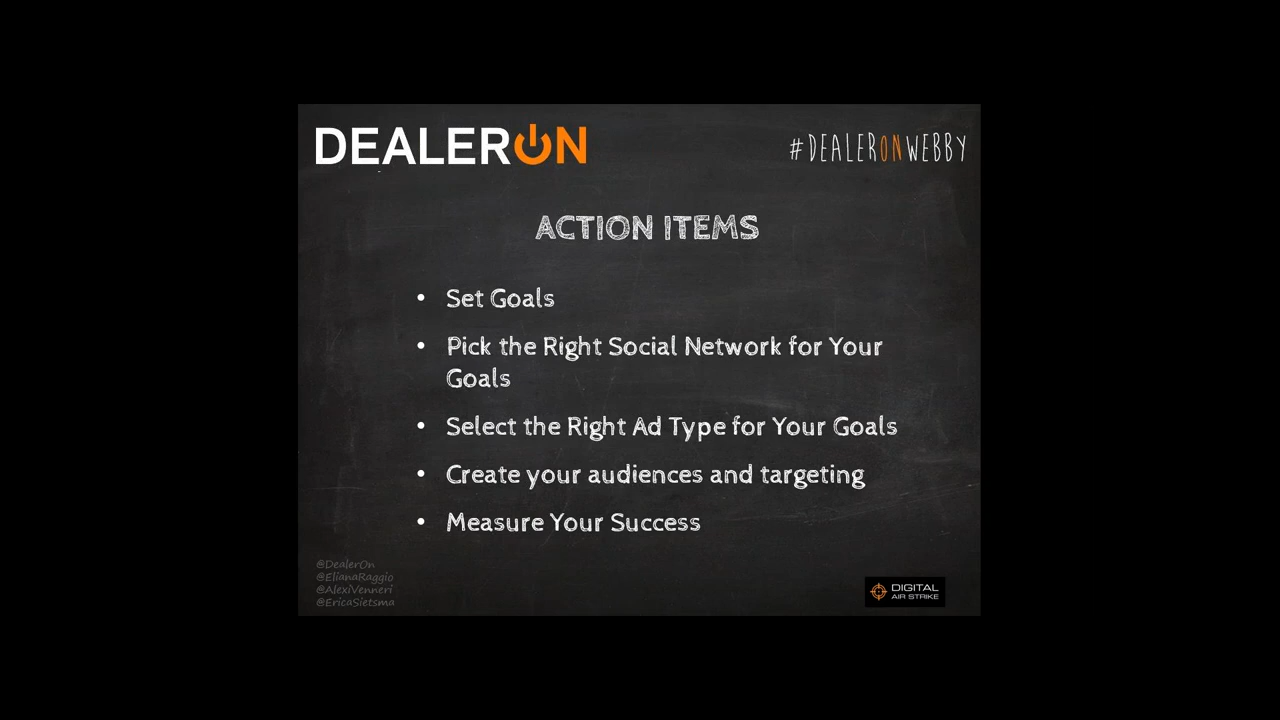 DEALERON
#DEALERONWEBBY
ACTION ITEMS
• Set Goals
• Pick the Right Social Network for Your
Goals
• Select the Right Ad Type for Your Goals
• Create your audiences and targeting
• Measure Your Success
@DealerOn
@ElianaRaggio
@AlexiVenneri
@EricaSietsma
DIGITAL
AIR STRIKE